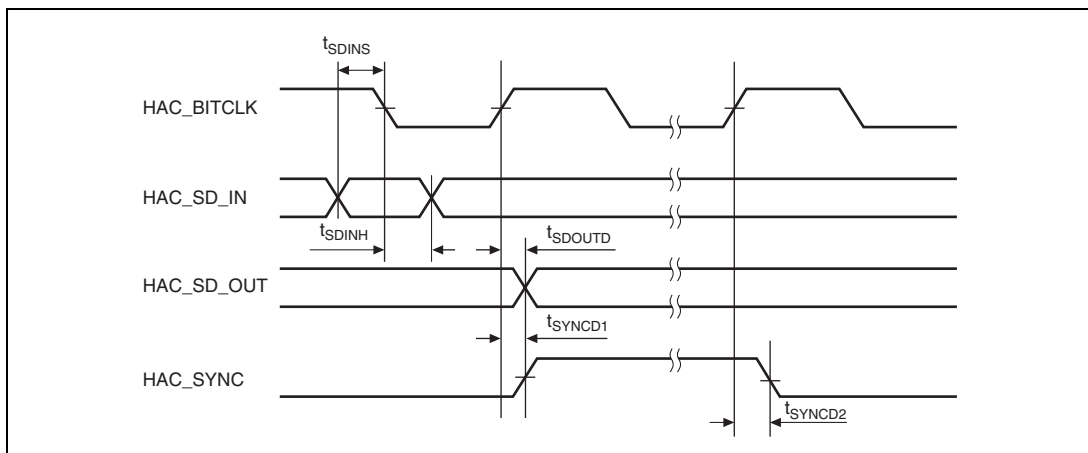 tSDINS
HAC_BITCLK
HAC_SD_IN
tSDINH
tSDOUTD
HAC_SD_OUT
tSYNCD1
HAC_SYNC
tSYNCD2